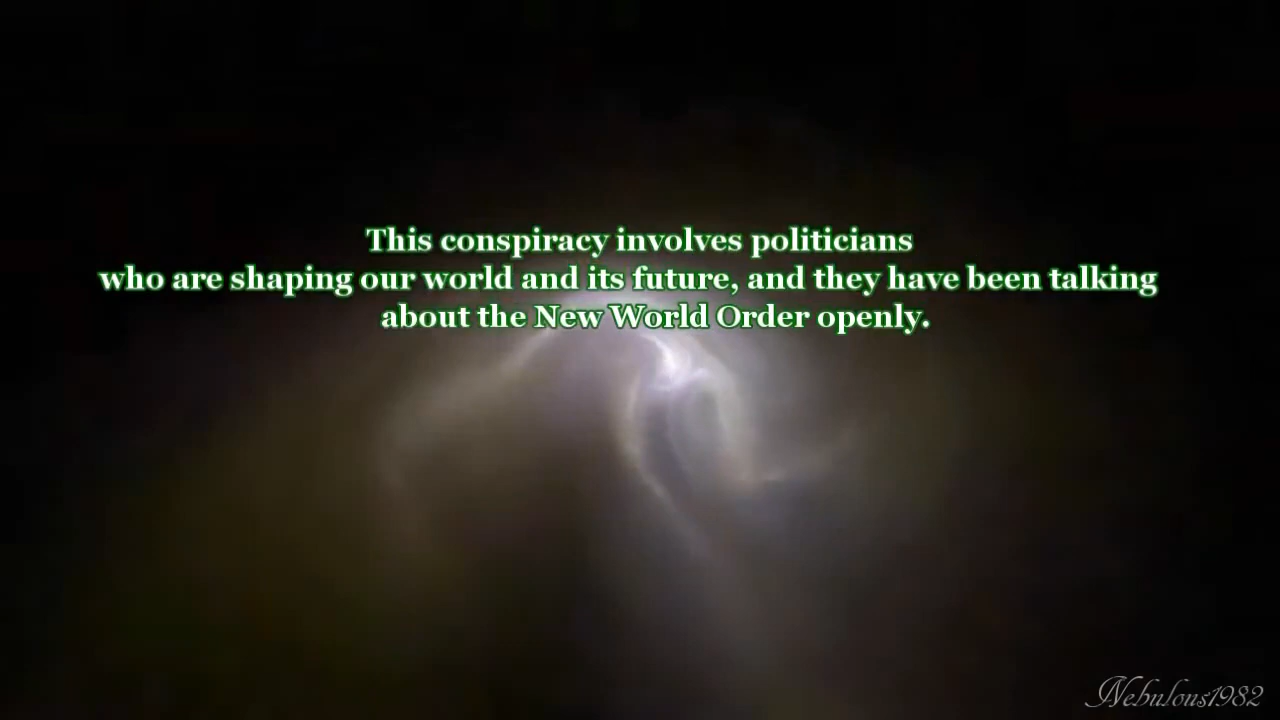 This conspiracy involves politicians
who are shaping our world and its future, and they have been talking
about the New World Order openly.
Nebulous1982